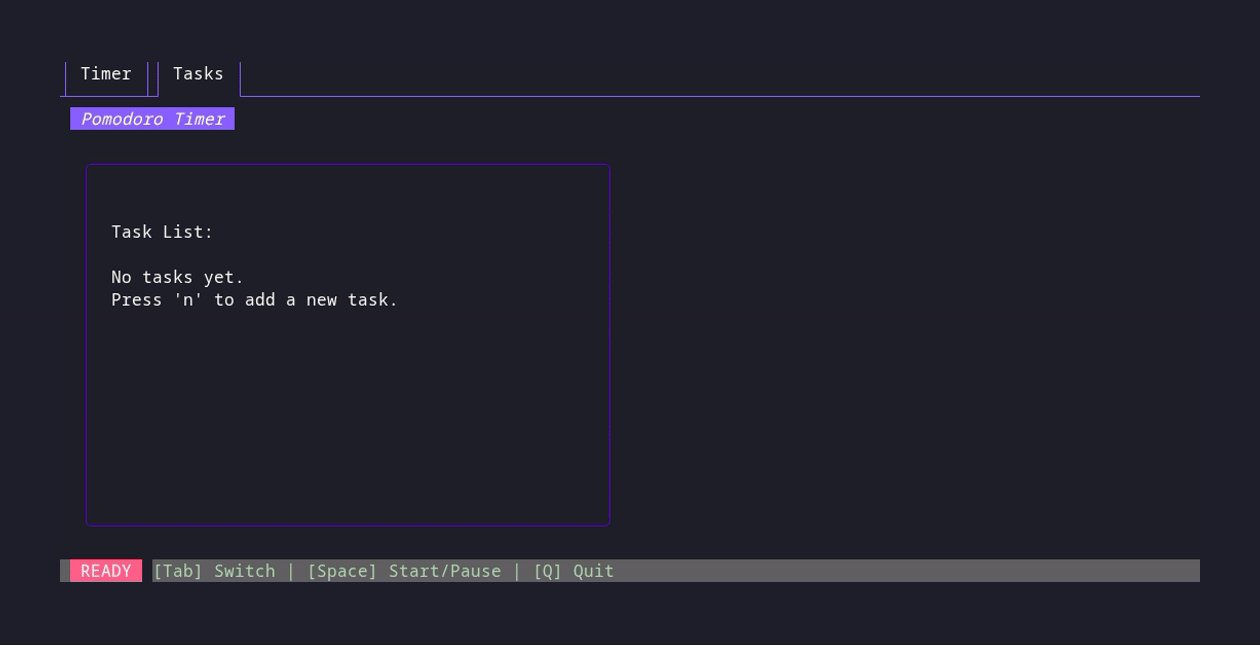 Timer Tasks
Pomodoro Timer
Task List:
No tasks yet.
Press 'n' to add a new task.
READY [Tab] Switch | [Space] Start/Pause | [Q] Quit